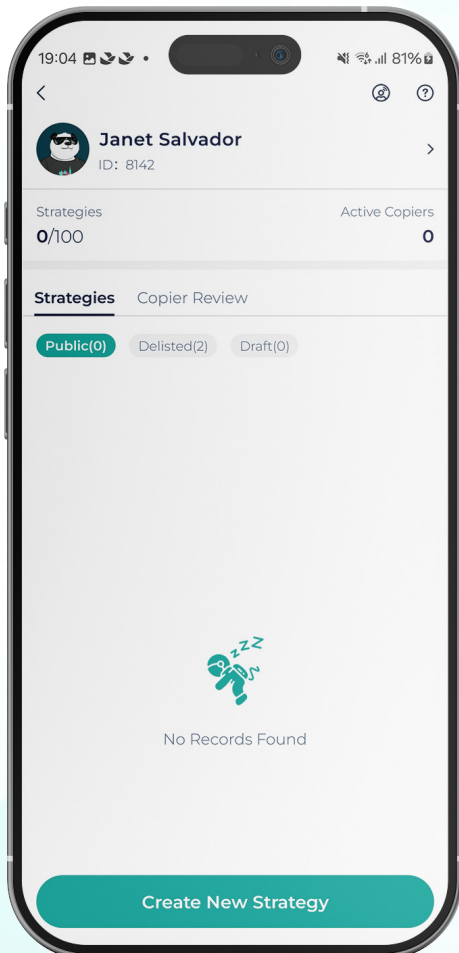 19:04 81%
Janet Salvador
ID: 8142
Strategies Active Copiers
0/100 0
Strategies Copier Review
Public(0) Delisted(2) Draft(0)
zzZZ
No Records Found
Create New Strategy